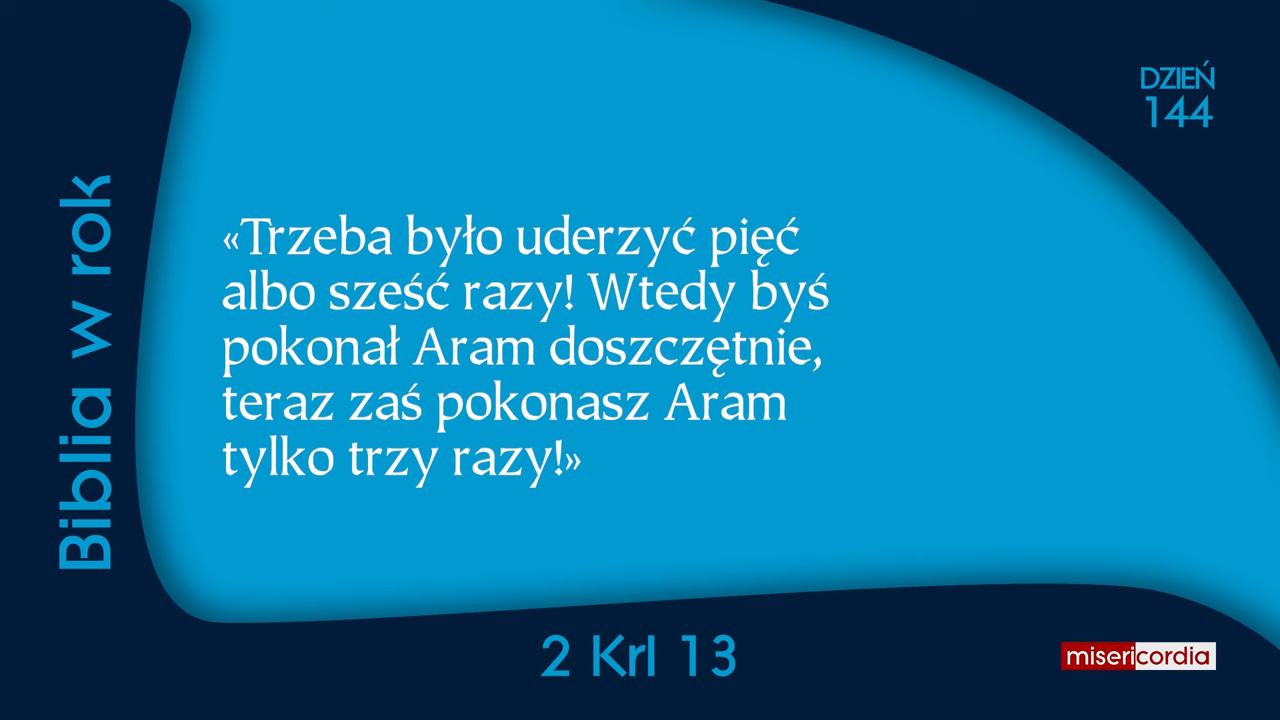 DZIEŃ
144
Biblia w rok
«Trzeba było uderzyć pięć
albo sześć razy! Wtedy byś
pokonał Aram doszczętnie,
teraz zaś pokonasz Aram
tylko trzy razy!»
2 Krl 13
misericordia